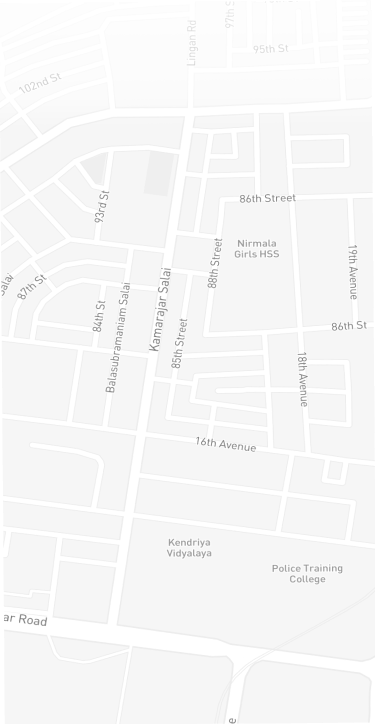 Lingan Rd
97th S
95th St
102nd St
86th Street
93rd St
Nirmala
Girls HSS
88th Street
19th Avenue
Kamarajar Salai
Salai
87th St
84th St
Balasubramaniam Salai
85th Street
86th St
18th Avenue
16th Avenue
Kendriya
Vidyalaya
Police Training
College
ar Road
e